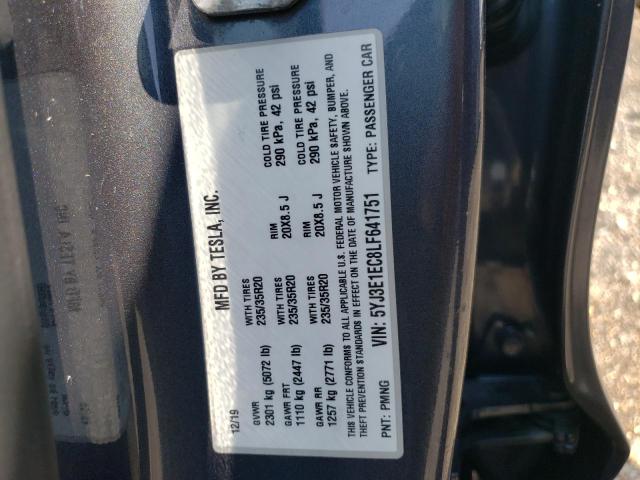 MFD BY TESLA, INC.
12/19
GVWR WITH TIRES RIM COLD TIRE PRESSURE
2301 kg (5072 lb) 235/35R20 20X8.5 J 290 kPa, 42 psi
GAWR FRT WITH TIRES RIM COLD TIRE PRESSURE
1110 kg (2447 lb) 235/35R20 20X8.5 J 290 kPa, 42 psi
GAWR RR WITH TIRES
1257 kg (2771 lb) 235/35R20
THIS VEHICLE CONFORMS TO ALL APPLICABLE U.S. FEDERAL MOTOR VEHICLE SAFETY, BUMPER, AND
THEFT PREVENTION STANDARDS IN EFFECT ON THE DATE OF MANUFACTURE SHOWN ABOVE.
VIN: 5YJ3E1EC8LF641751
PNT: PMNG TYPE: PASSENGER CAR